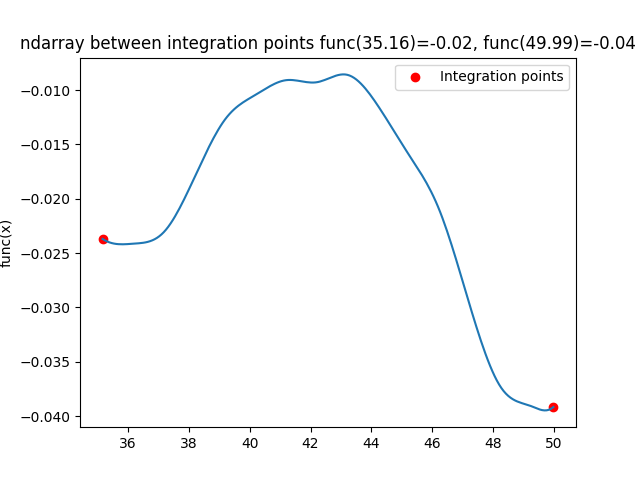 ndarray between integration points func(35.16)=-0.02, func(49.99)=-0.04
Integration points
func(x)
−0.010
−0.015
−0.020
−0.025
−0.030
−0.035
−0.040
36 38 40 42 44 46 48 50